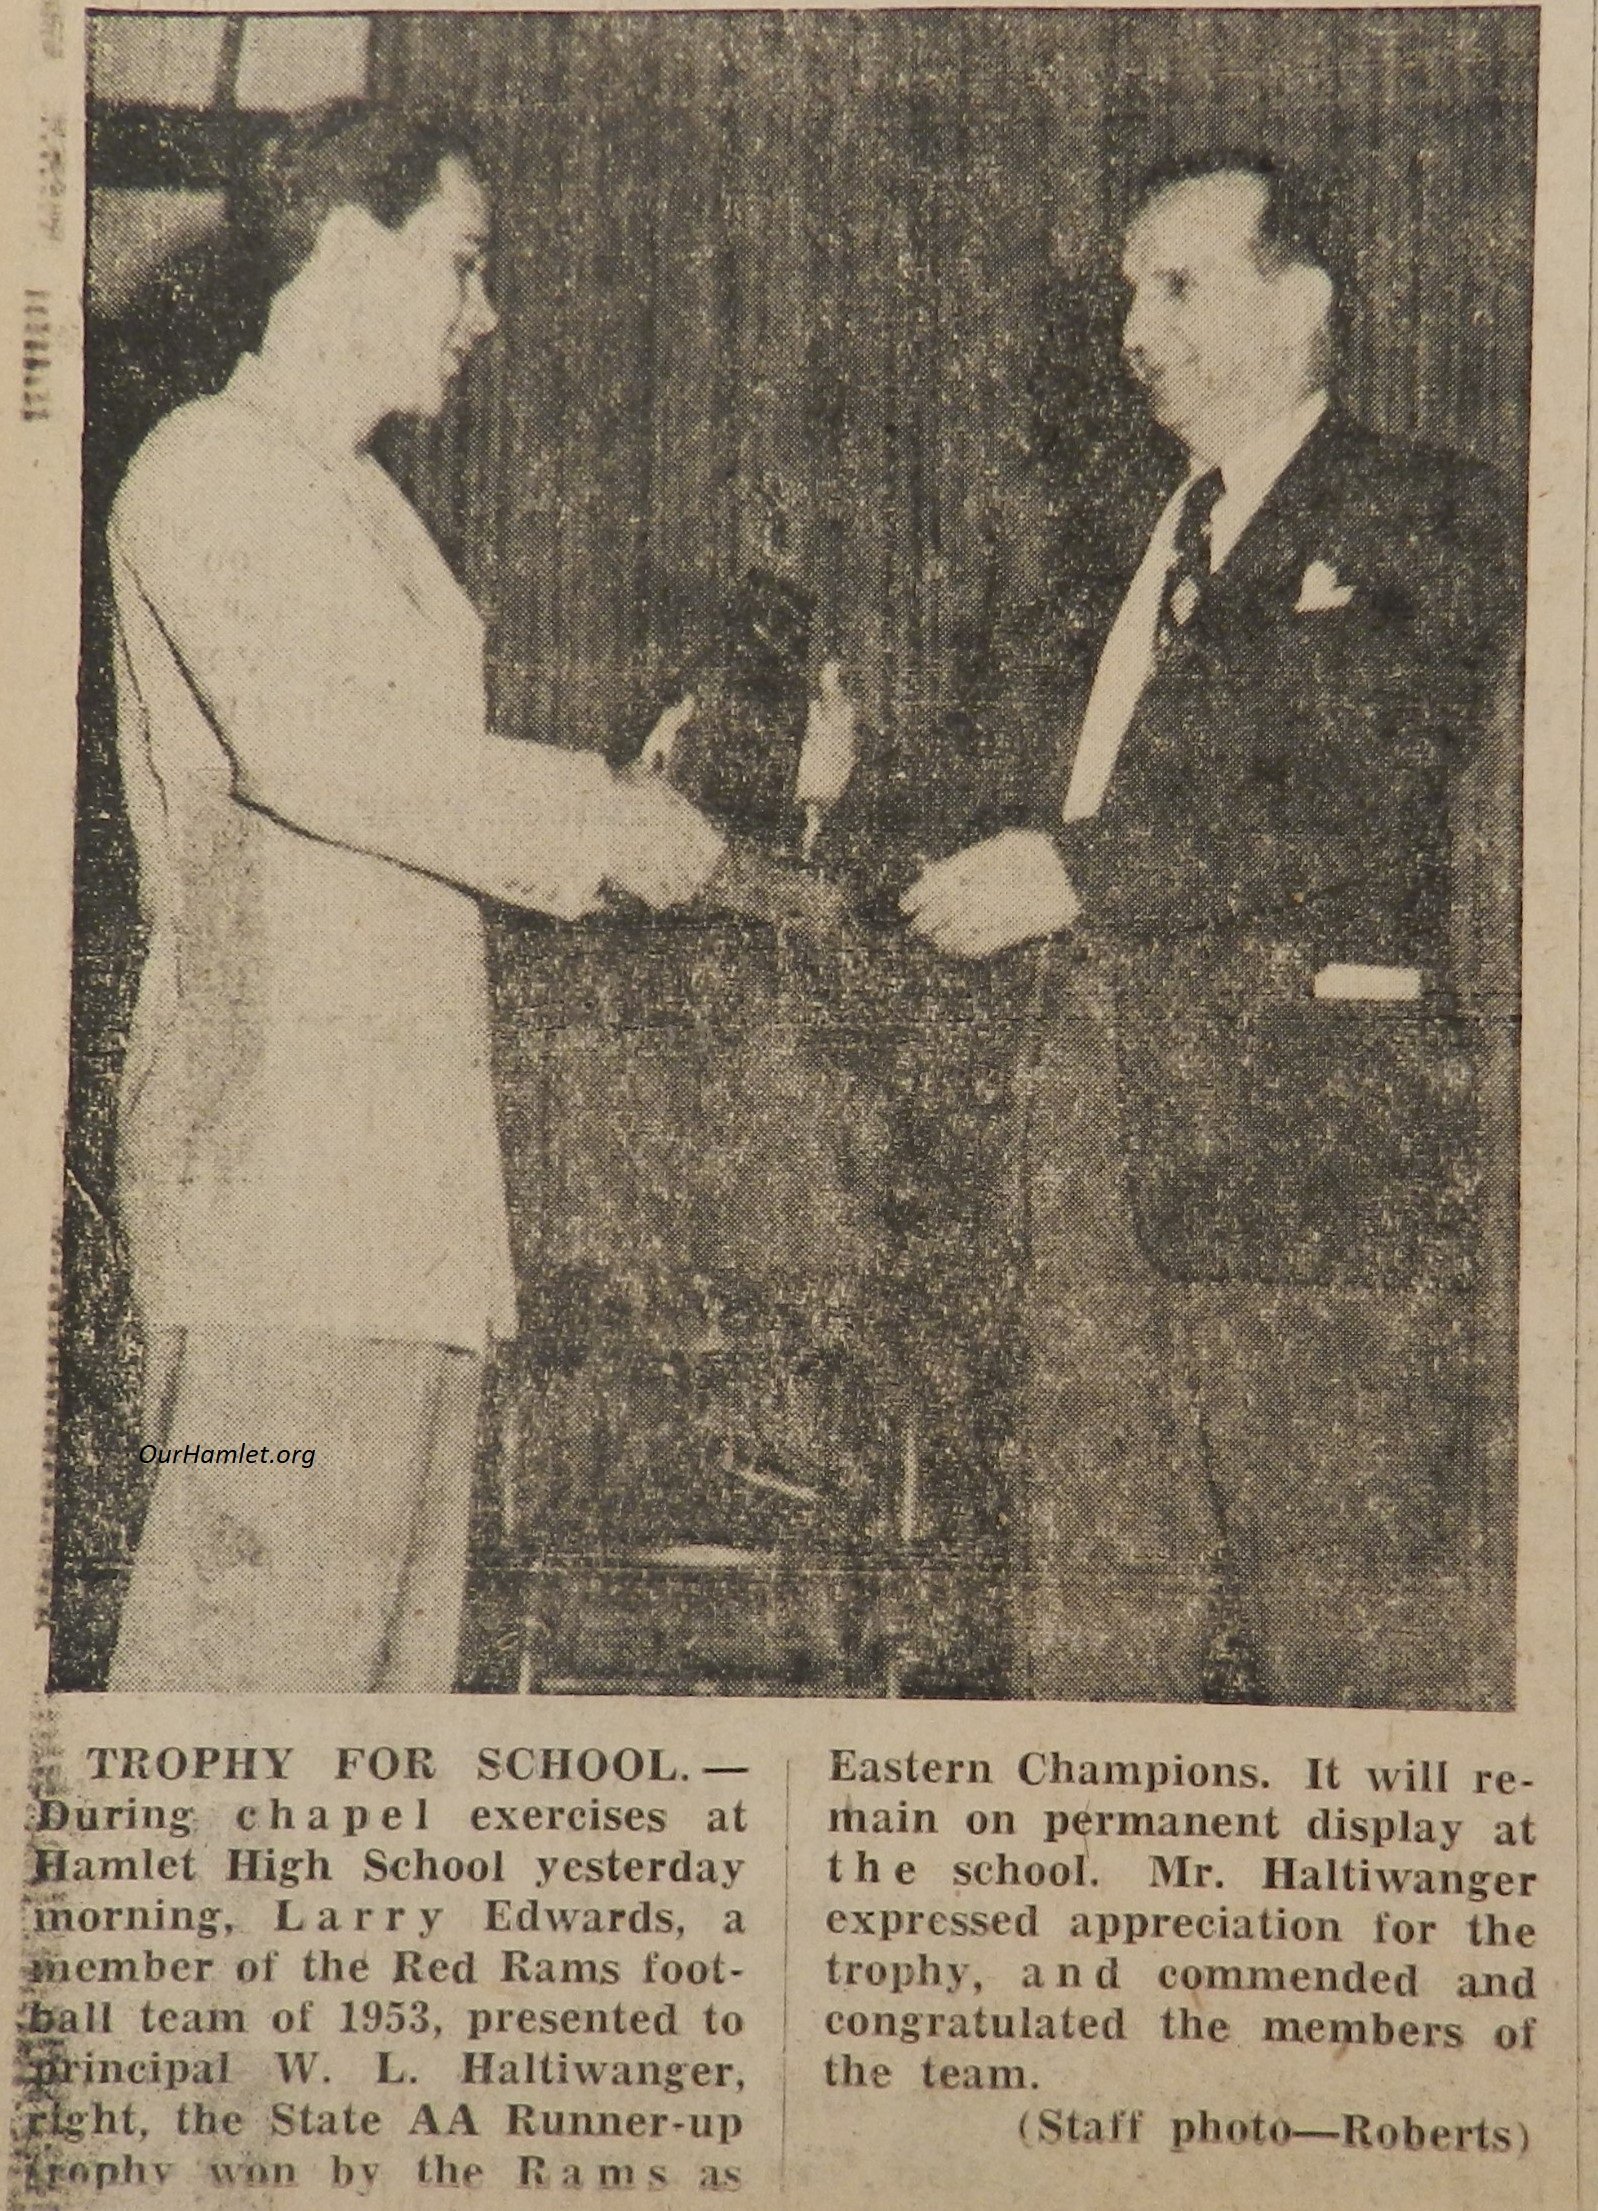 OurHamlet.org
TROPHY FOR SCHOOL.—
During chapel exercises at
Hamlet High School yesterday
morning, Larry Edwards, a
member of the Red Rams foot-
ball team of 1953, presented to
principal W. L. Haltiwanger,
right, the State AA Runner-up
trophy won by the Rams as
Eastern Champions. It will re-
main on permanent display at
the school. Mr. Haltiwanger
expressed appreciation for the
trophy, and commended and
congratulated the members of
the team.
(Staff photo—Roberts)